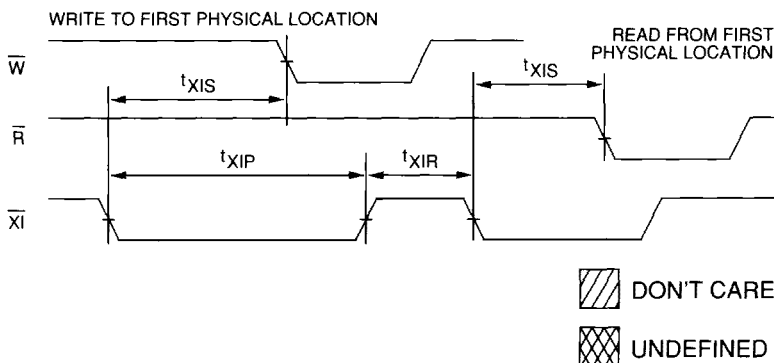 WRITE TO FIRST PHYSICAL LOCATION
READ FROM FIRST
PHYSICAL LOCATION
W
tXIS
tXIS
R
tXIP
tXIR
XI
DON'T CARE
UNDEFINED